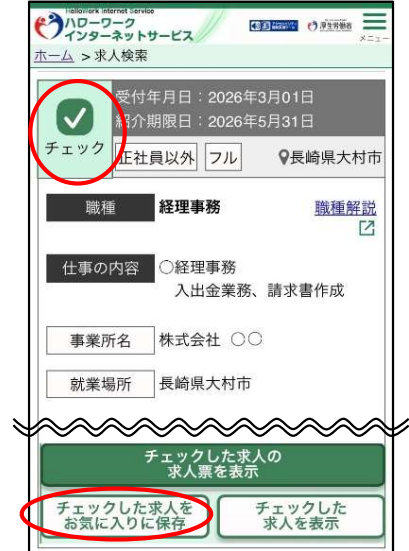 HelloWork Internet Service
ハローワーク
インターネットサービス
厚生労働省
メニュー
ホーム > 求人検索
受付年月日：2026年3月01日
紹介期限日：2026年5月31日
チェック
正社員以外 フル 長崎県大村市
職種 経理事務 職種解説
仕事の内容 ○経理事務
入出金業務、請求書作成
事業所名 株式会社 ○○
就業場所 長崎県大村市
チェックした求人の
求人票を表示
チェックした求人を
お気に入りに保存
チェックした
求人を表示